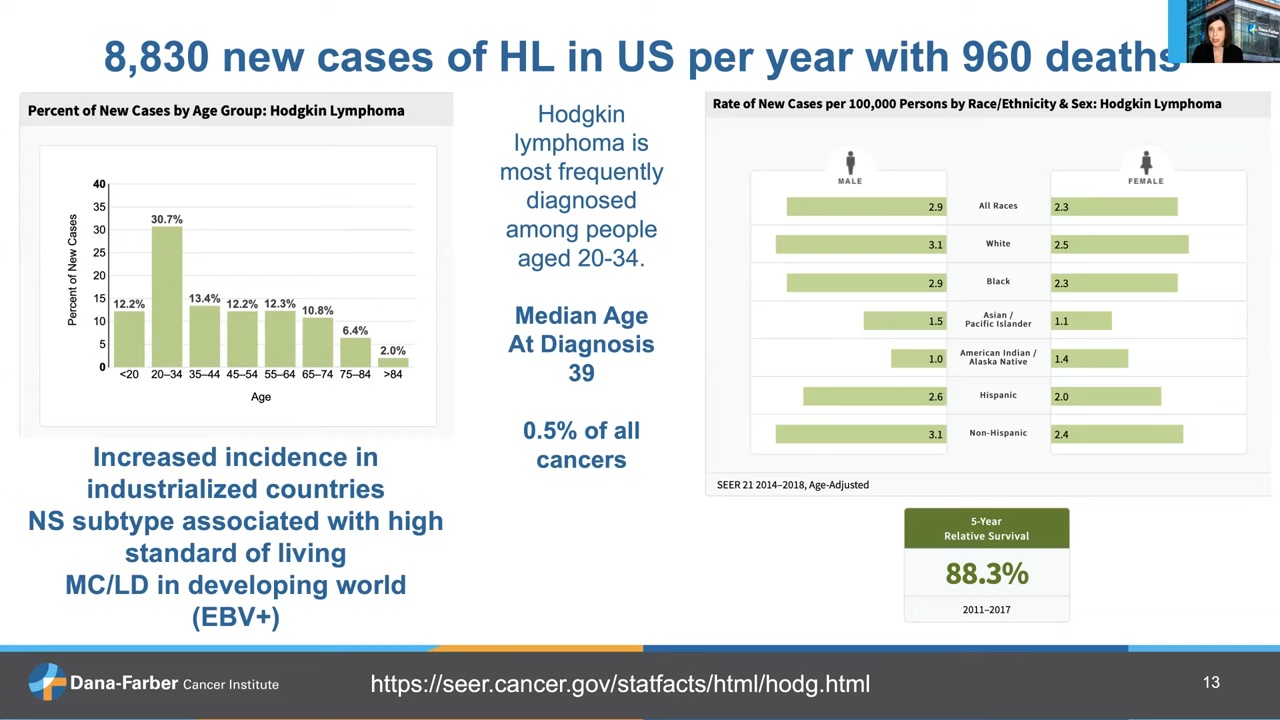 8,830 new cases of HL in US per year with 960 deaths
Percent of New Cases by Age Group: Hodgkin Lymphoma
Percent of New Cases
40
35
30
25
20
15
10
5
0
12.2%
30.7%
13.4%
12.2%
12.3%
10.8%
6.4%
2.0%
<20
20–34
35–44
45–54
55–64
65–74
75–84
>84
Age
Increased incidence in
industrialized countries
NS subtype associated with high
standard of living
MC/LD in developing world
(EBV+)
Hodgkin
lymphoma is
most frequently
diagnosed
among people
aged 20-34.
Median Age
At Diagnosis
39
0.5% of all
cancers
Rate of New Cases per 100,000 Persons by Race/Ethnicity & Sex: Hodgkin Lymphoma
MALE
FEMALE
2.9 All Races 2.3
3.1 White 2.5
2.9 Black 2.3
1.5 Asian / Pacific Islander 1.1
1.0 American Indian / Alaska Native 1.4
2.6 Hispanic 2.0
3.1 Non-Hispanic 2.4
SEER 21 2014–2018, Age-Adjusted
5-Year
Relative Survival
88.3%
2011–2017
Dana-Farber Cancer Institute
https://seer.cancer.gov/statfacts/html/hodg.html
13
Dana-Farber